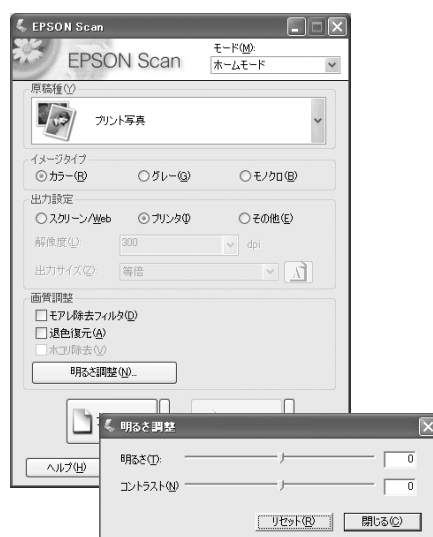 EPSON Scan
EPSON Scan
モード(M):
ホームモード
原稿種(Y)
プリント写真
イメージタイプ
カラー(R) グレー(G) モノクロ(B)
出力設定
スクリーン/Web プリンタ(I) その他(E)
解像度(L): 300 dpi
出力サイズ(Z): 等倍
画質調整
モアレ除去フィルタ(D)
退色復元(A)
ホコリ除去(V)
明るさ調整(N)...
ヘルプ(H)
明るさ調整
明るさ(T): 0
コントラスト(N) 0
リセット(R) 閉じる(C)